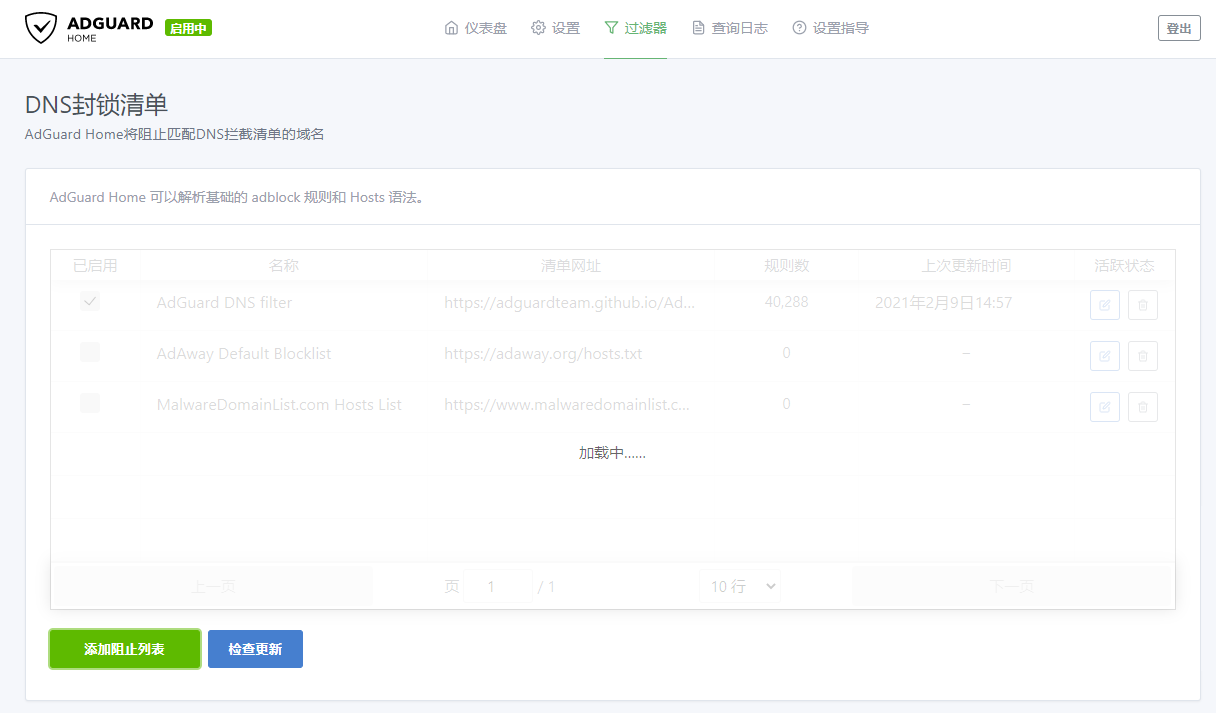 ADGUARD
HOME
启用中
仪表盘 设置 过滤器 查询日志 设置指导
登出
DNS封锁清单
AdGuard Home将阻止匹配DNS拦截清单的域名
AdGuard Home 可以解析基础的 adblock 规则和 Hosts 语法。
已启用 名称 清单网址 规则数 上次更新时间 活跃状态
AdGuard DNS filter https://adguardteam.github.io/Ad... 40,288 2021年2月9日14:57
AdAway Default Blocklist https://adaway.org/hosts.txt 0 –
MalwareDomainList.com Hosts List https://www.malwaredomainlist.c... 0 –
加载中......
上一页 页 1 / 1 10 行 下一页
添加阻止列表 检查更新